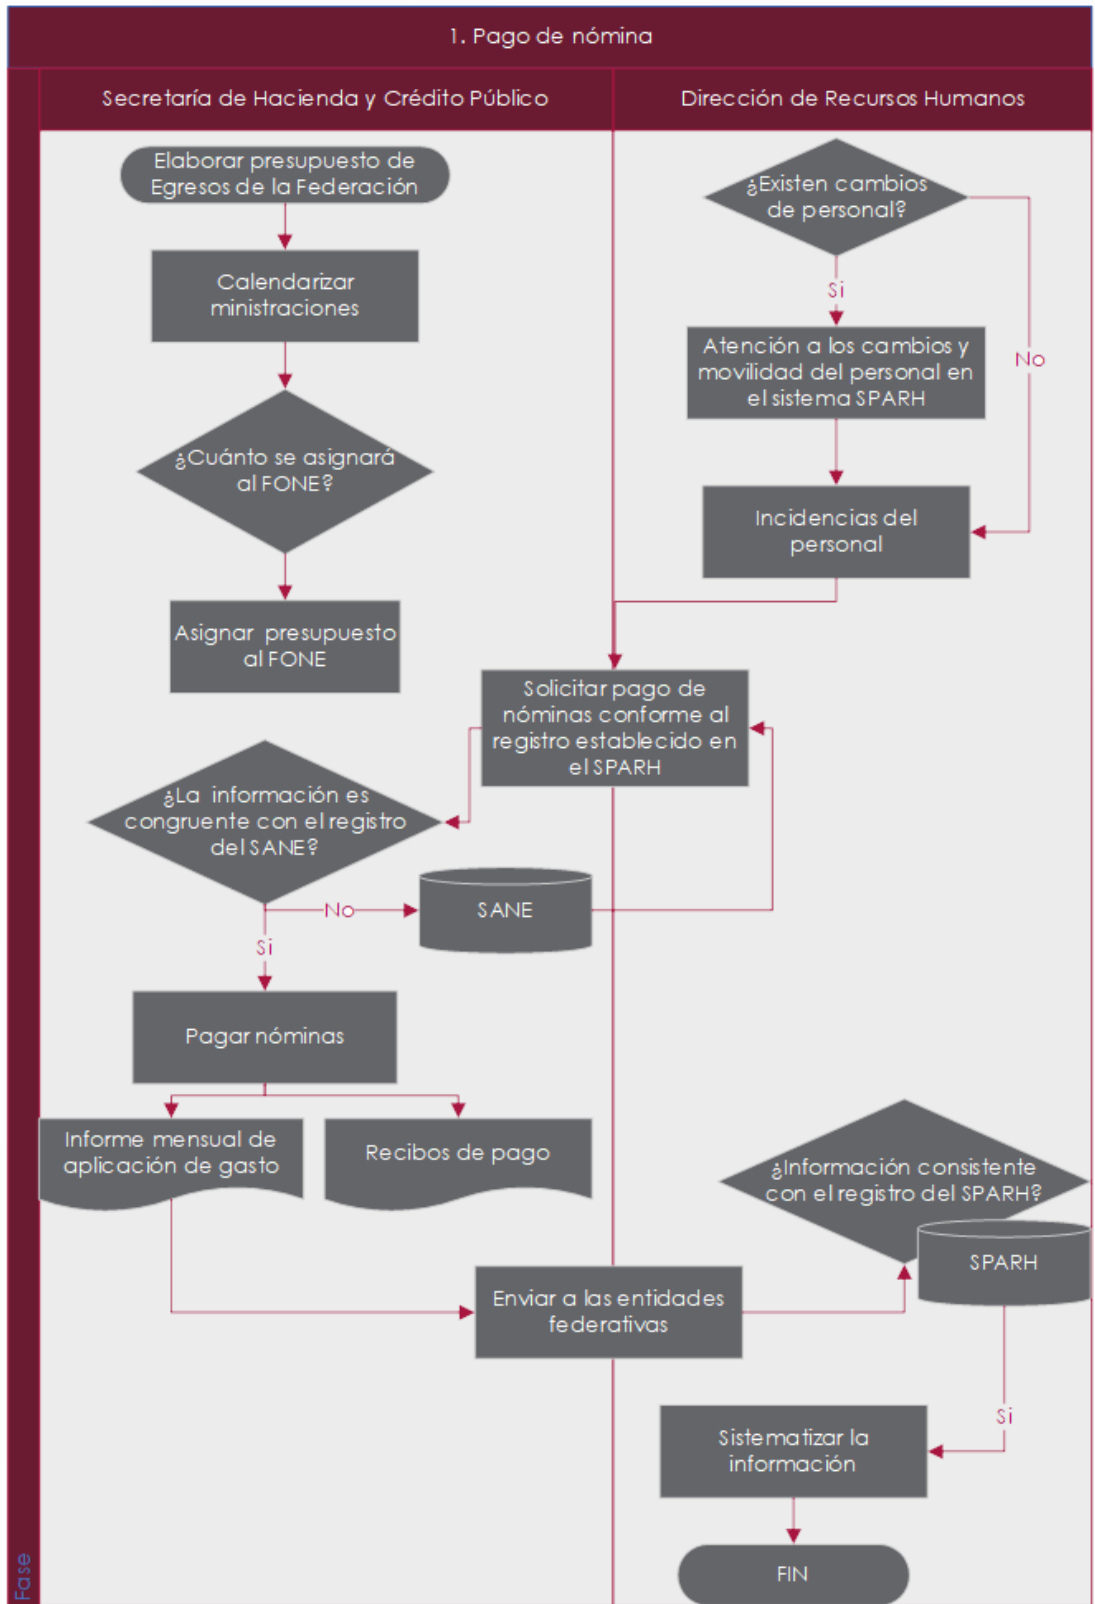 1. Pago de nómina
Secretaría de Hacienda y Crédito Público
Dirección de Recursos Humanos
Elaborar presupuesto de
Egresos de la Federación
Calendarizar
ministraciones
¿Cuánto se asignará
al FONE?
Asignar presupuesto
al FONE
¿Existen cambios
de personal?
Si
No
Atención a los cambios y
movilidad del personal en
el sistema SPARH
Incidencias del
personal
Solicitar pago de
nóminas conforme al
registro establecido en
el SPARH
¿La información es
congruente con el registro
del SANE?
No
SANE
Si
Pagar nóminas
Informe mensual de
aplicación de gasto
Recibos de pago
Enviar a las entidades
federativas
¿Información consistente
con el registro del SPARH?
SPARH
Si
Sistematizar la
información
FIN
Fase